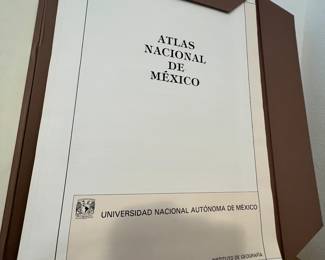 ATLAS
NACIONAL
DE
MÉXICO
UNIVERSIDAD NACIONAL AUTÓNOMA DE MÉXICO
INSTITUTO DE GEOGRAFÍA